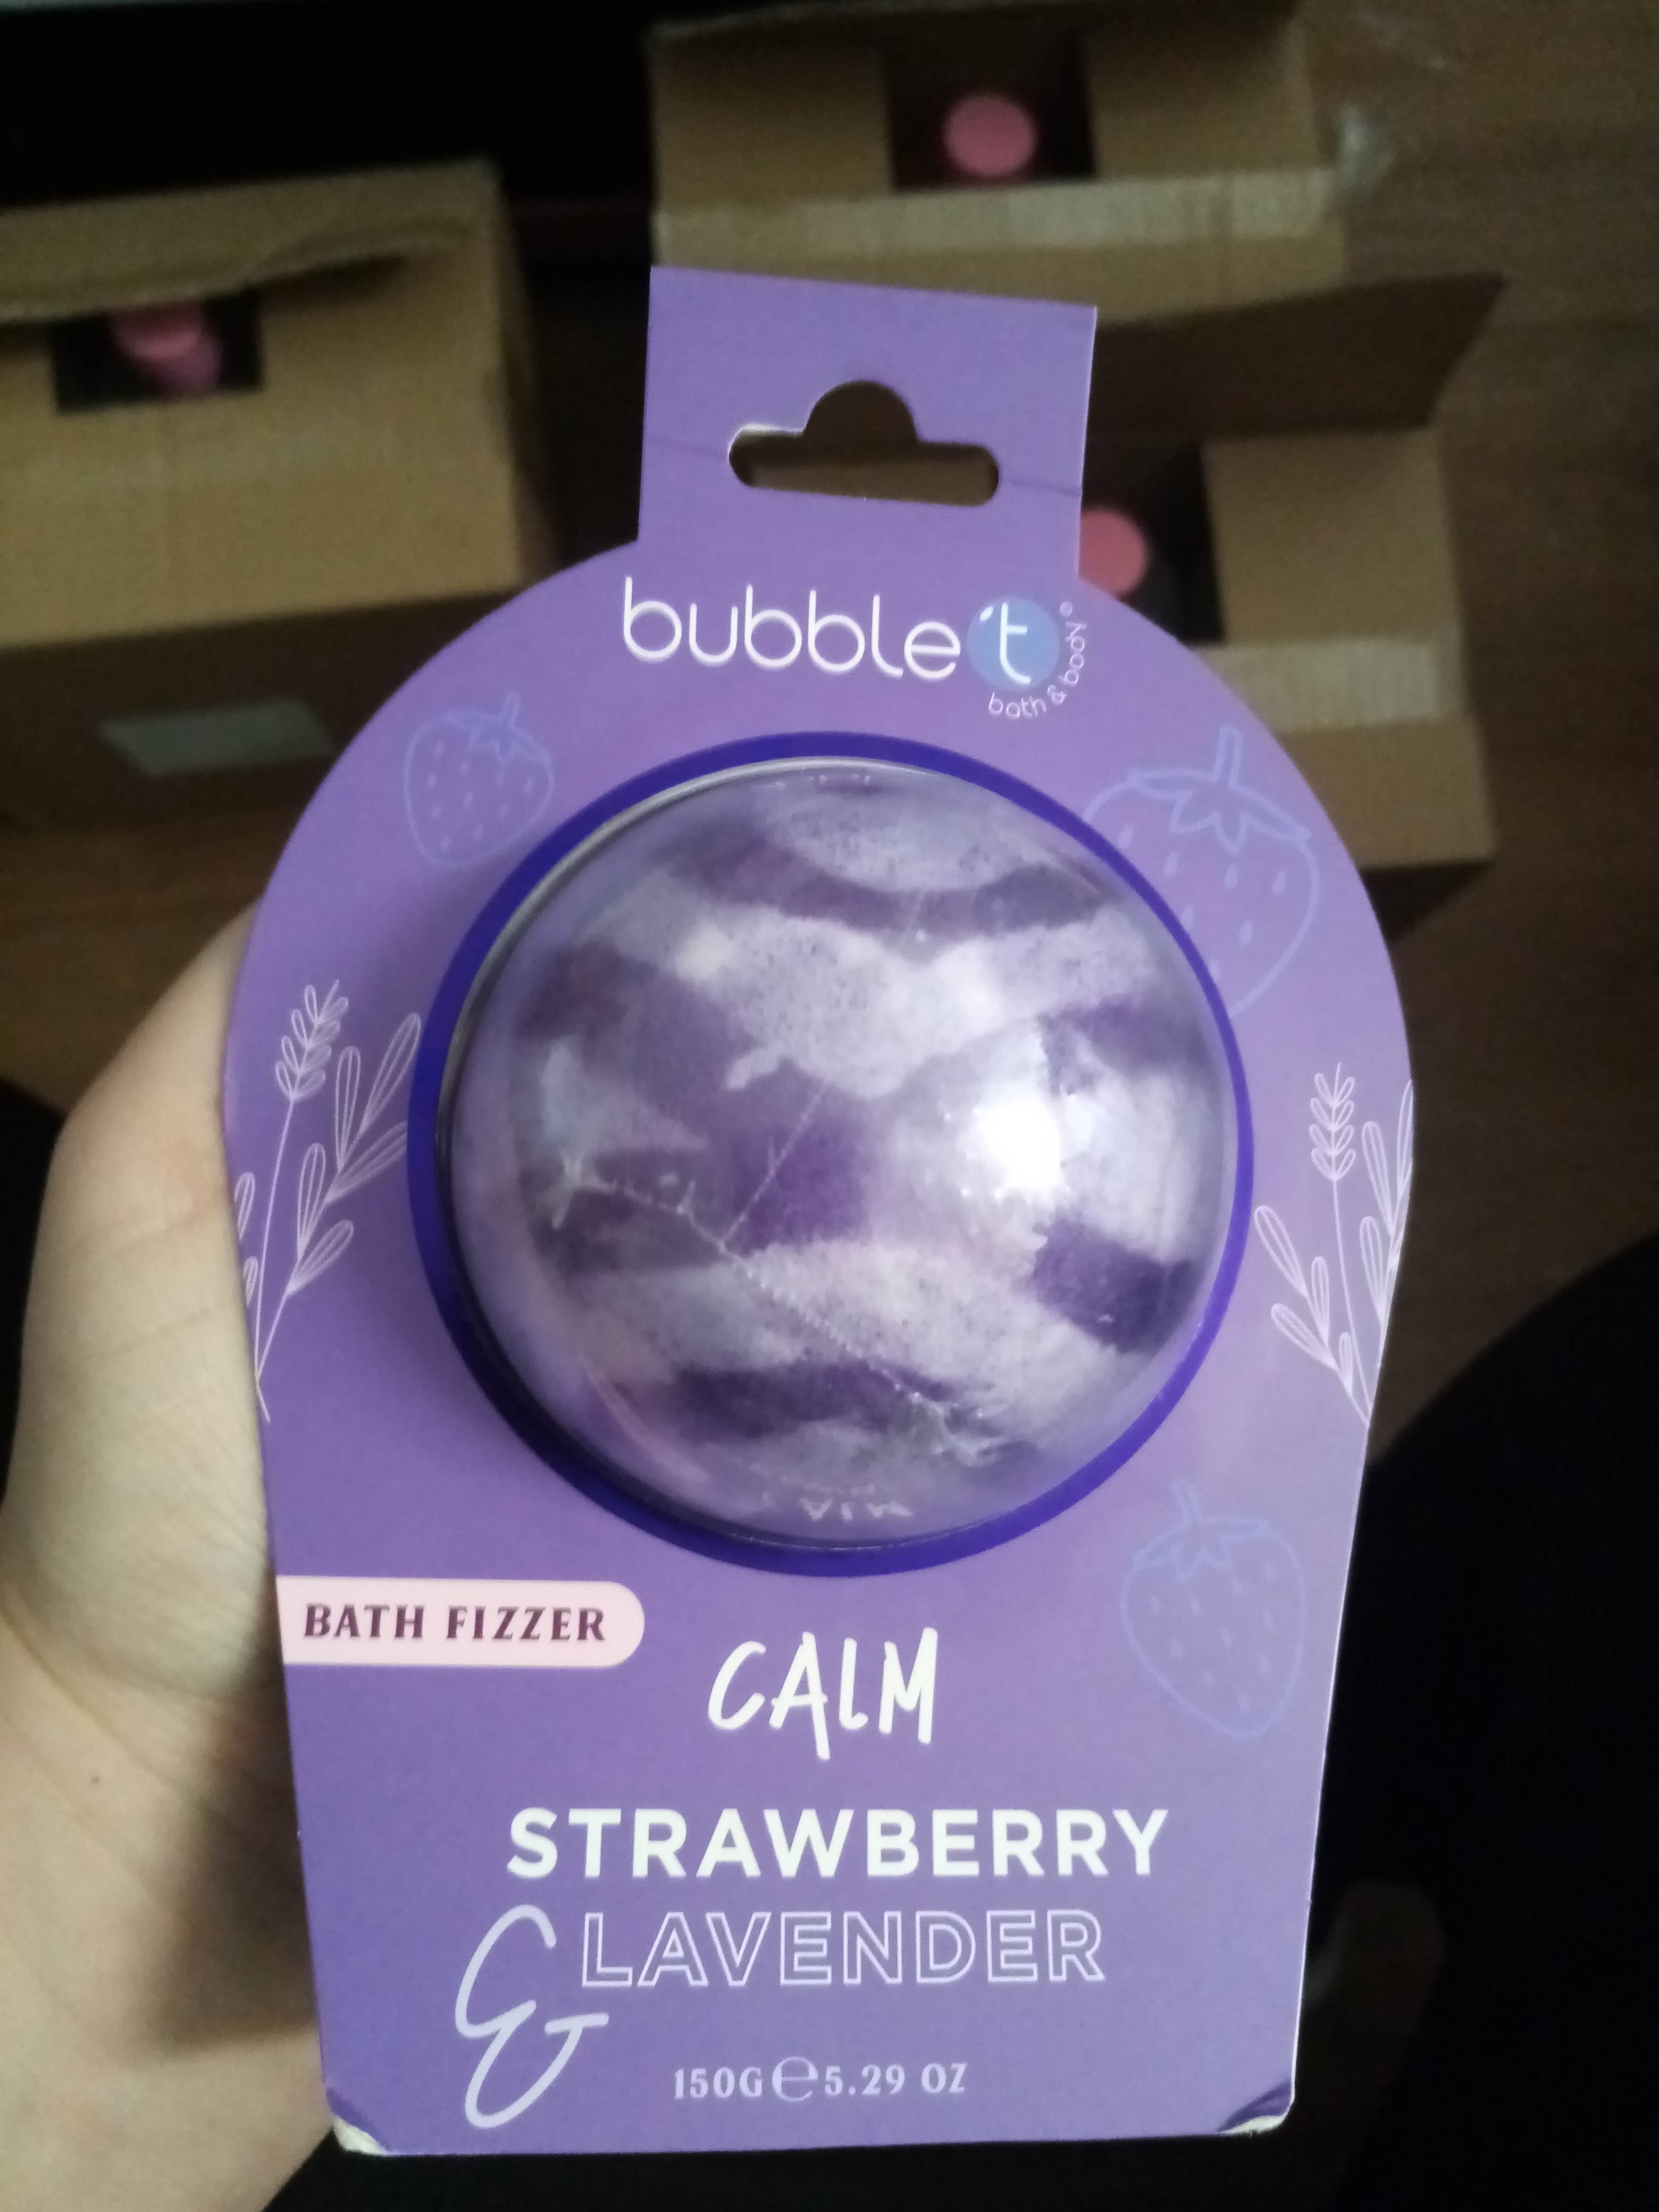 bubble t
bath & body®
BATH FIZZER
CALM
STRAWBERRY
& LAVENDER
150G ℮ 5.29 OZ